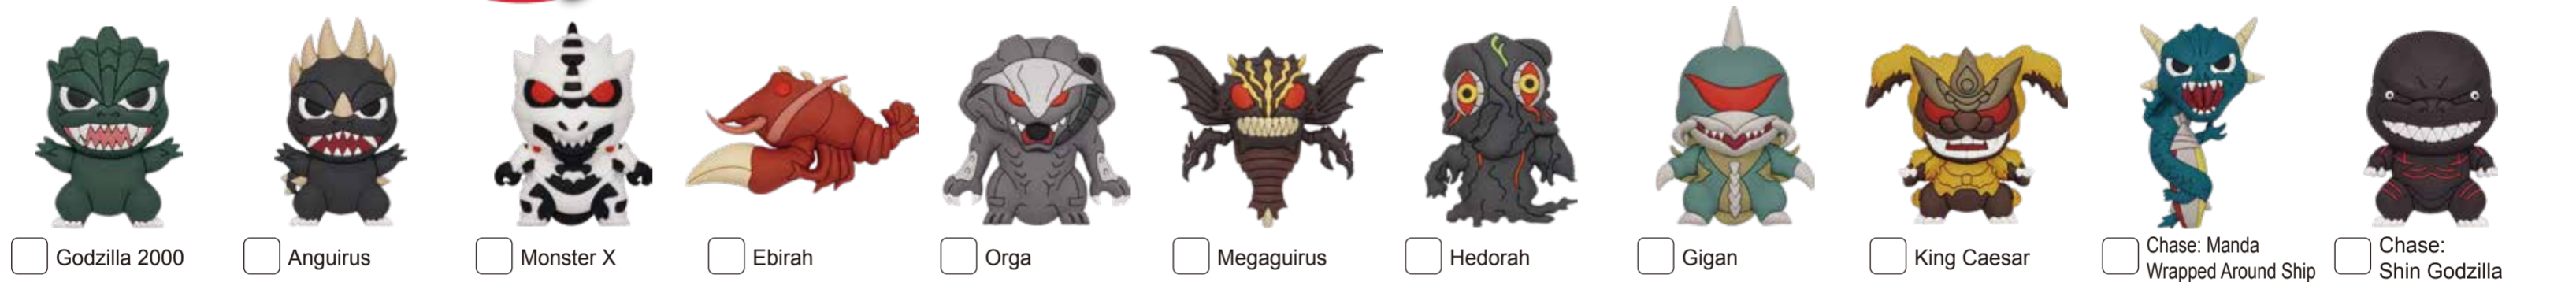 Godzilla 2000
Anguirus
Monster X
Ebirah
Orga
Megaguirus
Hedorah
Gigan
King Caesar
Chase: Manda
Wrapped Around Ship
Chase:
Shin Godzilla